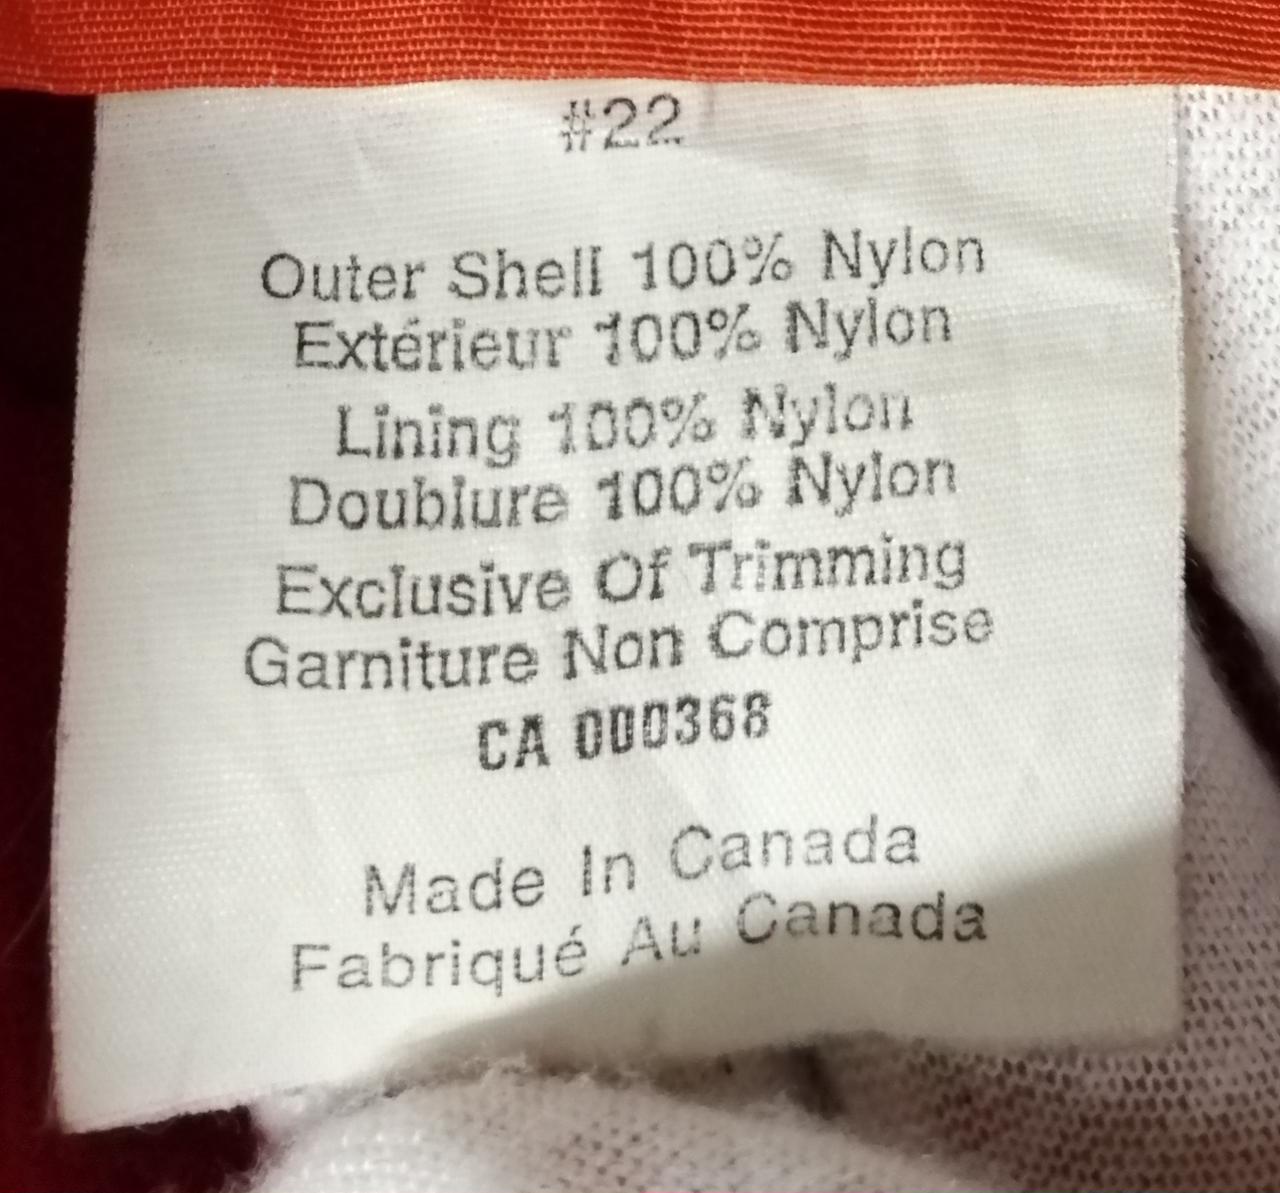 #22
Outer Shell 100% Nylon
Extérieur 100% Nylon
Lining 100% Nylon
Doublure 100% Nylon
Exclusive Of Trimming
Garniture Non Comprise
CA 000368
Made In Canada
Fabriqué Au Canada